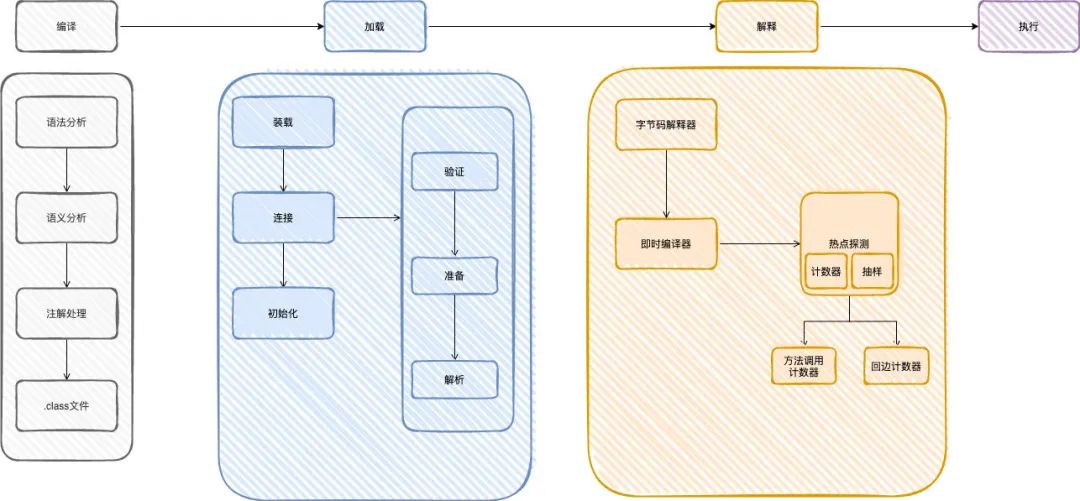 编译
加载
解释
执行
语法分析
语义分析
注解处理
.class文件
装载
连接
初始化
验证
准备
解析
字节码解释器
即时编译器
热点探测
计数器
抽样
方法调用
计数器
回边计数器